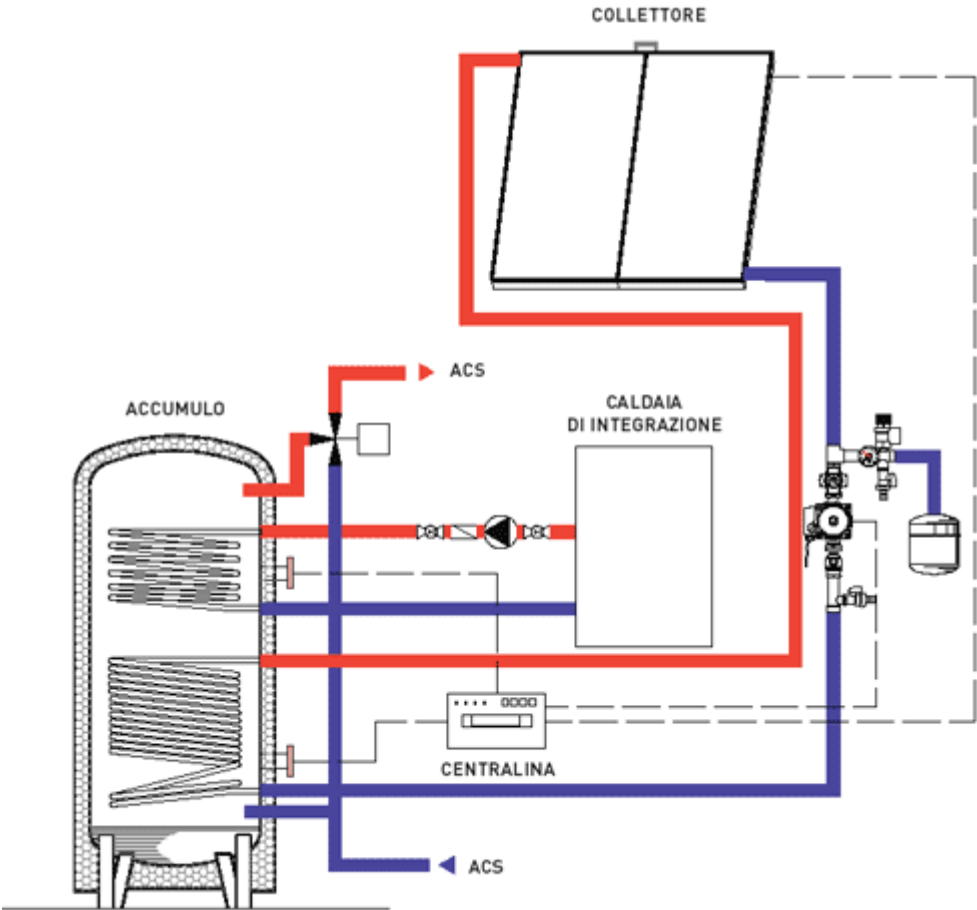 COLLETTORE
ACS
ACCUMULO
CALDAIA
DI INTEGRAZIONE
CENTRALINA
ACS